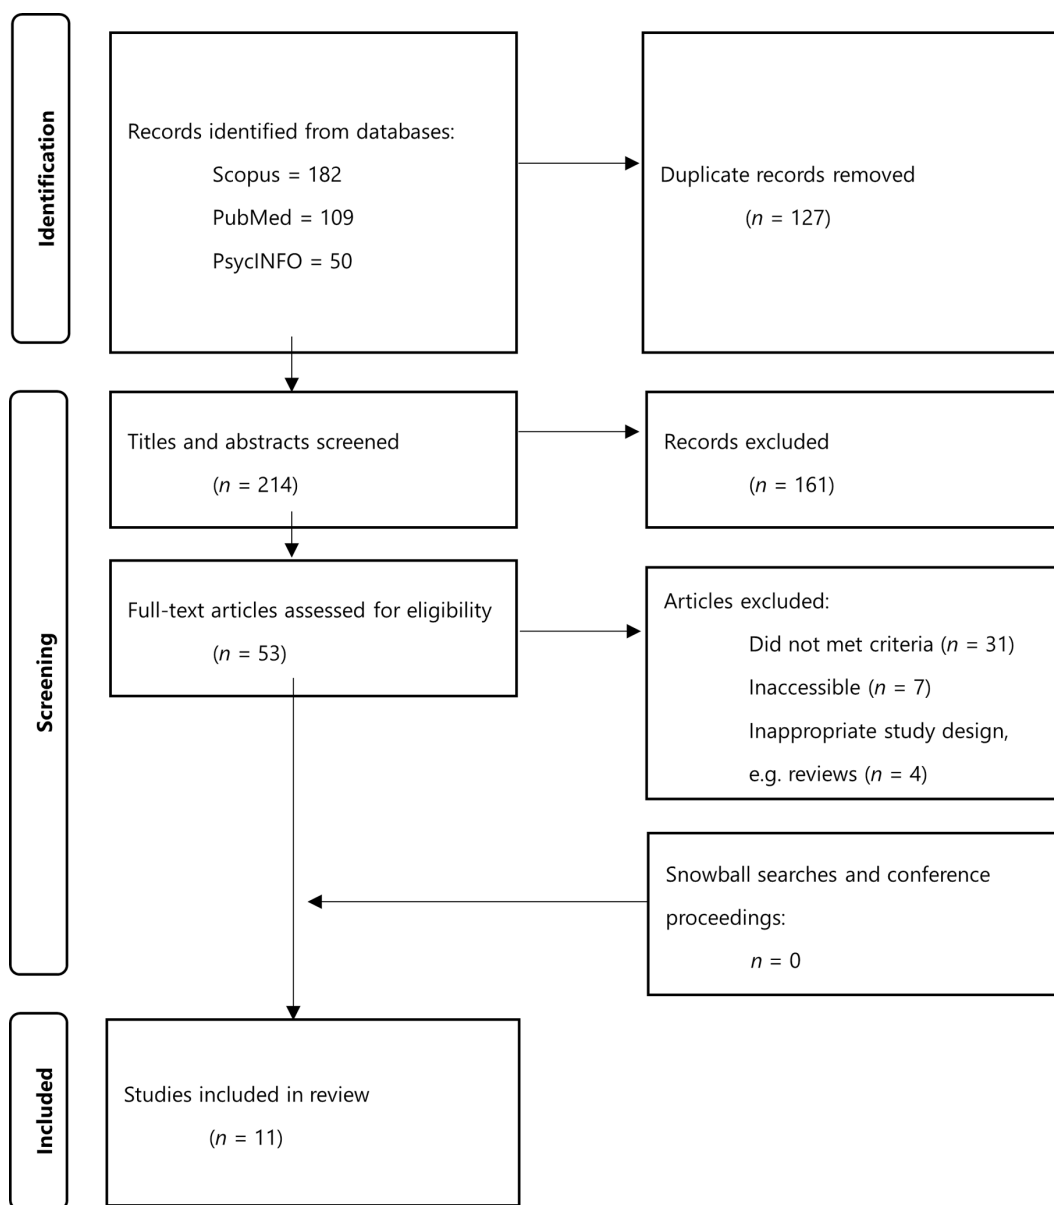 Identification
Records identified from databases:
Scopus = 182
PubMed = 109
PsycINFO = 50
Duplicate records removed
(n = 127)
Screening
Titles and abstracts screened
(n = 214)
Records excluded
(n = 161)
Full-text articles assessed for eligibility
(n = 53)
Articles excluded:
Did not met criteria (n = 31)
Inaccessible (n = 7)
Inappropriate study design,
e.g. reviews (n = 4)
Snowball searches and conference
proceedings:
n = 0
Included
Studies included in review
(n = 11)